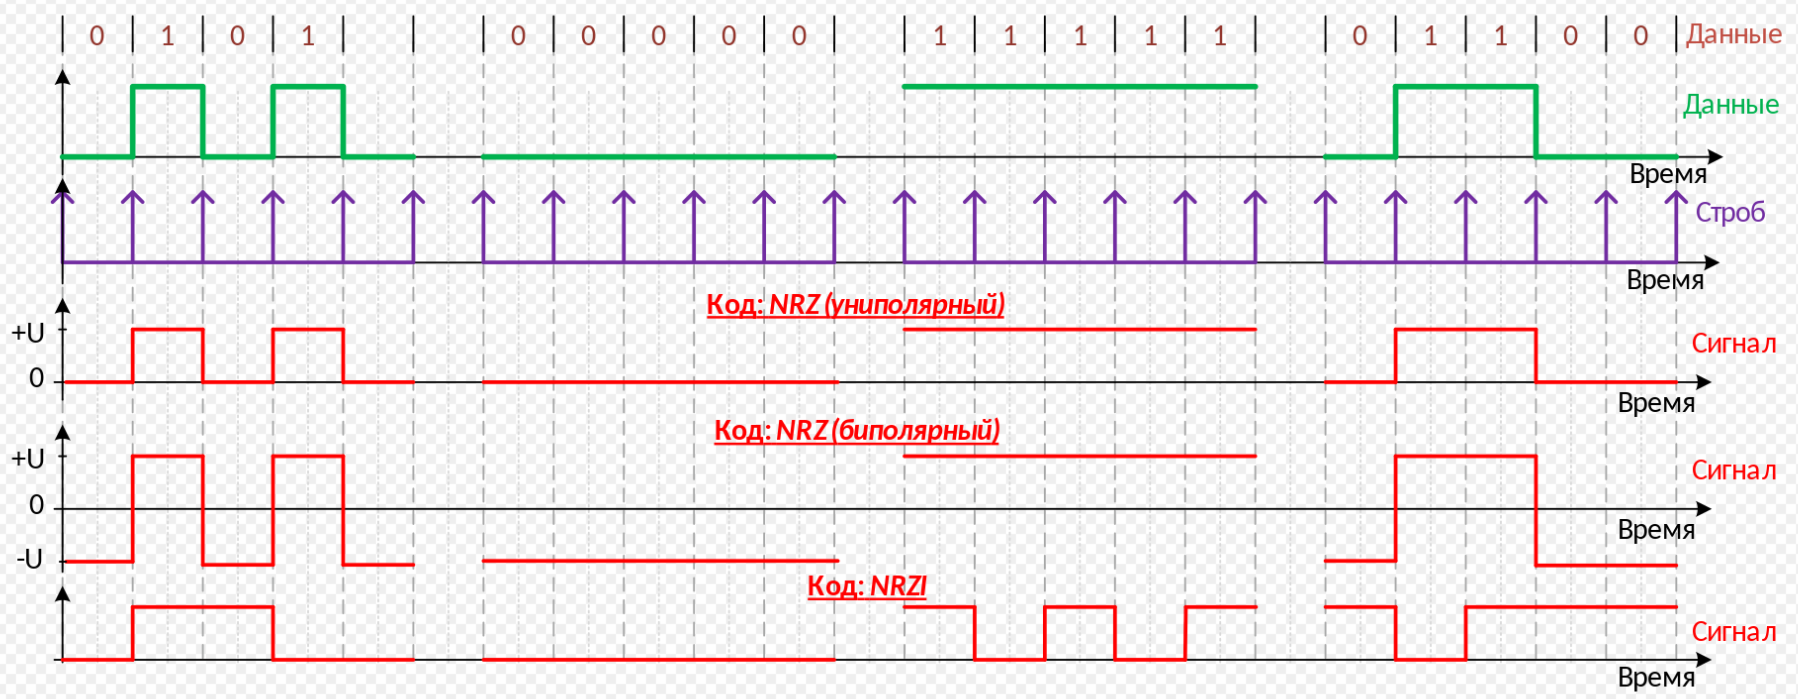 0 1 0 1 0 0 0 0 0 1 1 1 1 1 0 1 1 0 0 Данные
Данные
Время
Строб
Время
Код: NRZ (униполярный)
+U
Сигнал
0
Время
Код: NRZ (биполярный)
+U
Сигнал
0
Время
-U
Код: NRZI
Сигнал
Время